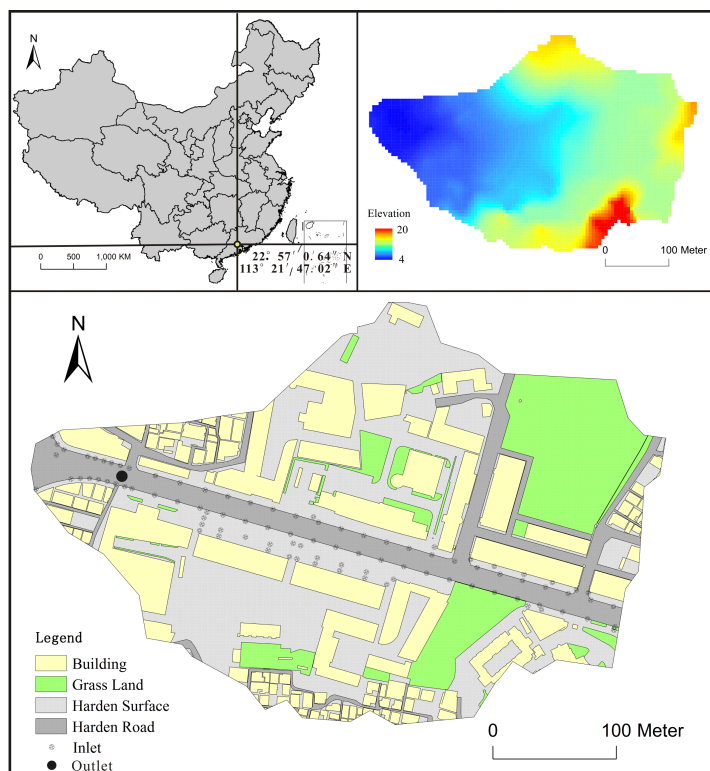 N
0 500 1,000 KM
22° 57′ 0.64″ N
113° 21′ 47.02″ E
Elevation
20
4
0 100 Meter
N
Legend
Building
Grass Land
Harden Surface
Harden Road
Inlet
Outlet
0 100 Meter